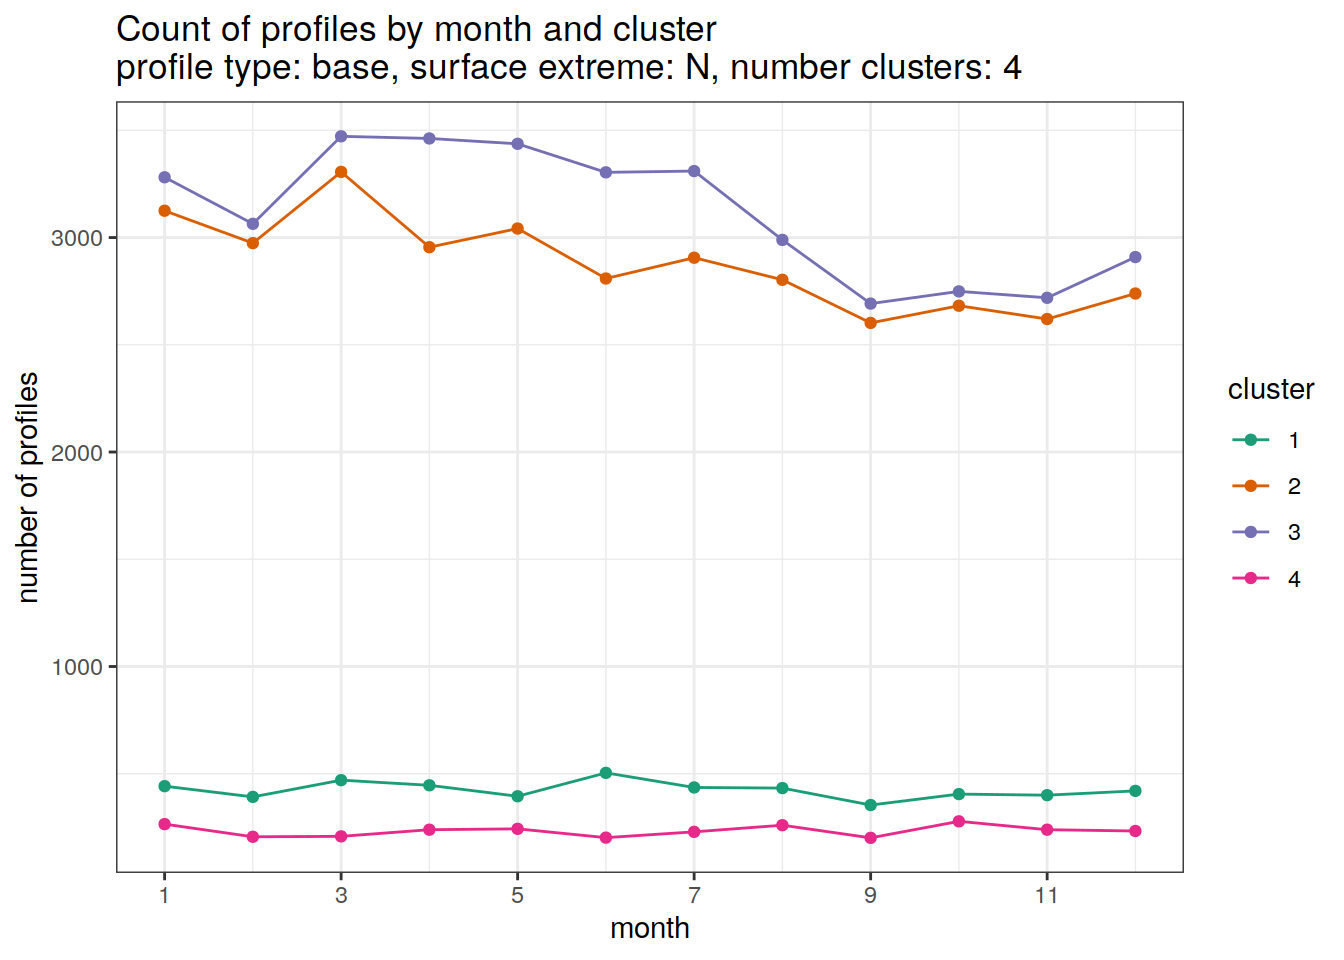 Count of profiles by month and cluster
profile type: base, surface extreme: N, number clusters: 4
number of profiles
3000
2000
1000
1 3 5 7 9 11
month
cluster
1
2
3
4